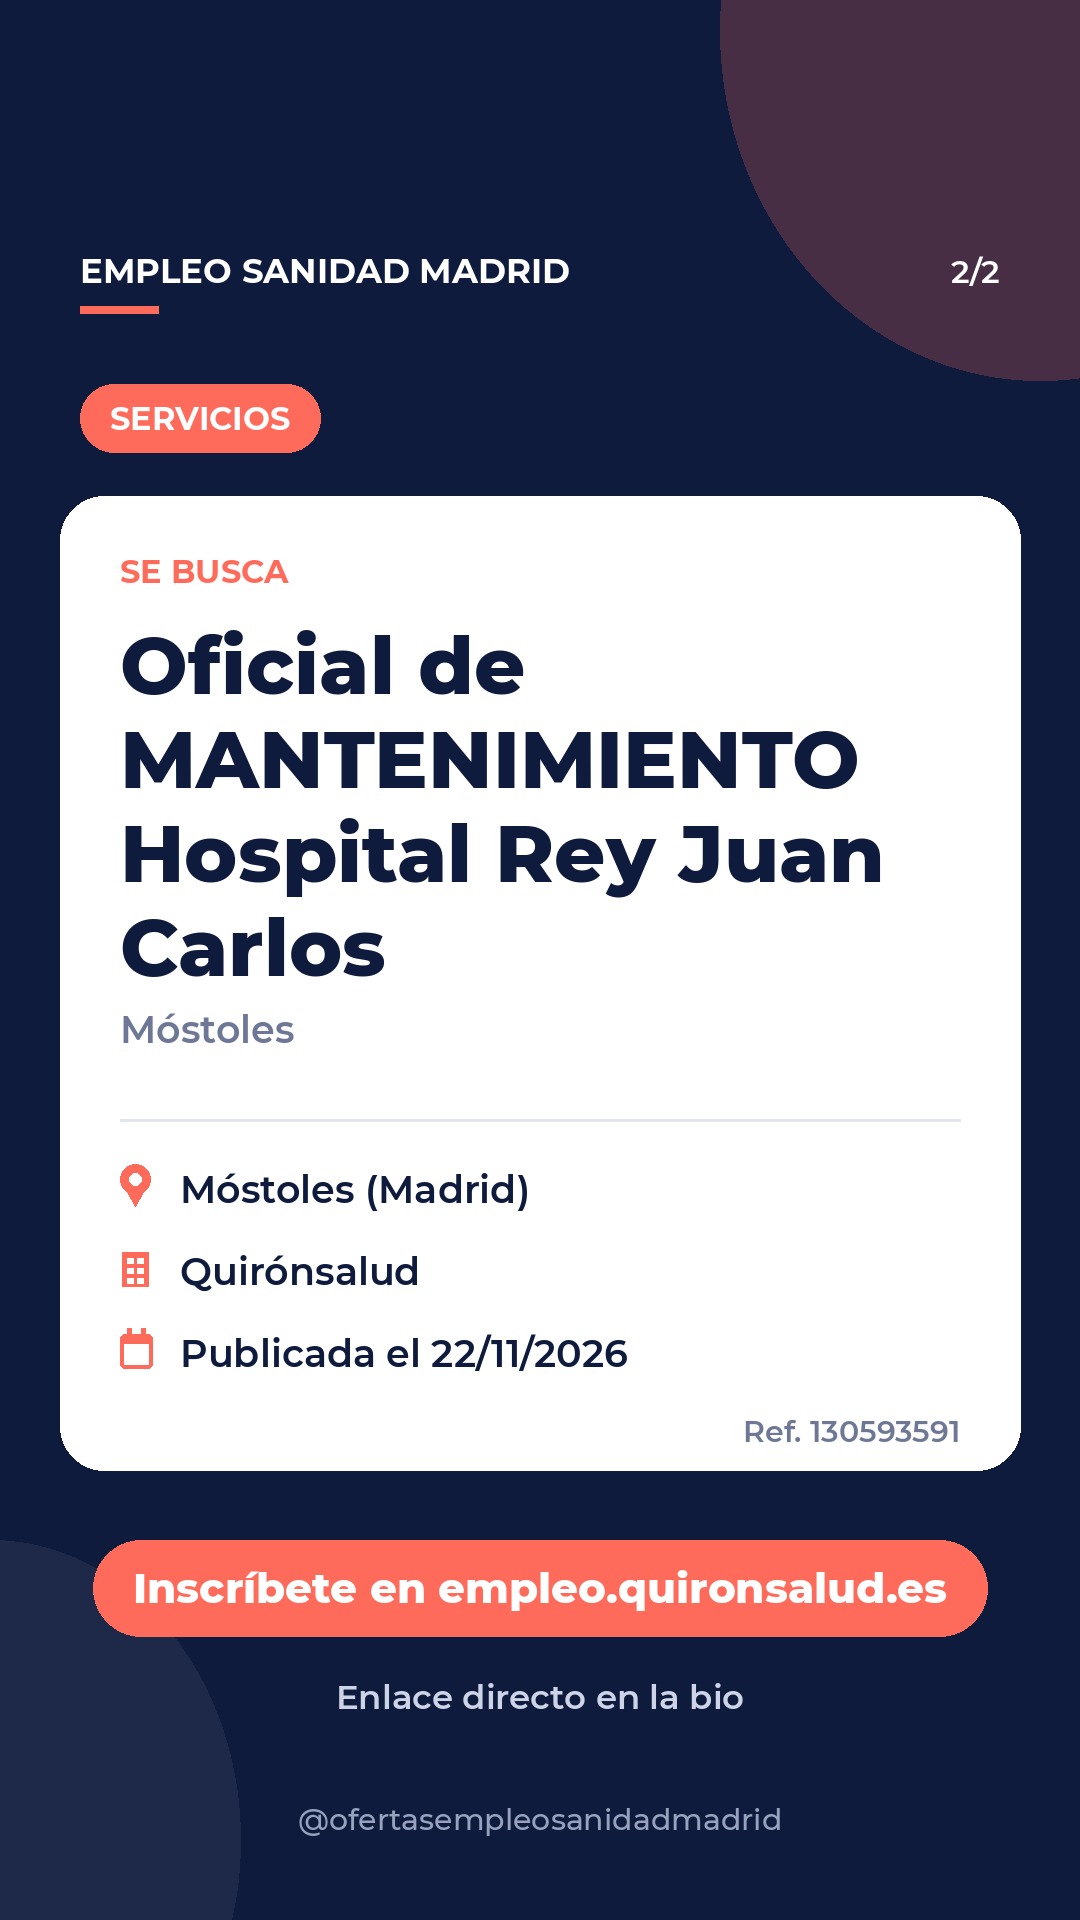 EMPLEO SANIDAD MADRID
2/2
SERVICIOS
SE BUSCA
Oficial de
MANTENIMIENTO
Hospital Rey Juan
Carlos
Móstoles
Móstoles (Madrid)
Quirónsalud
Publicada el 22/11/2026
Ref. 130593591
Inscríbete en empleo.quironsalud.es
Enlace directo en la bio
@ofertasempleosanidadmadrid